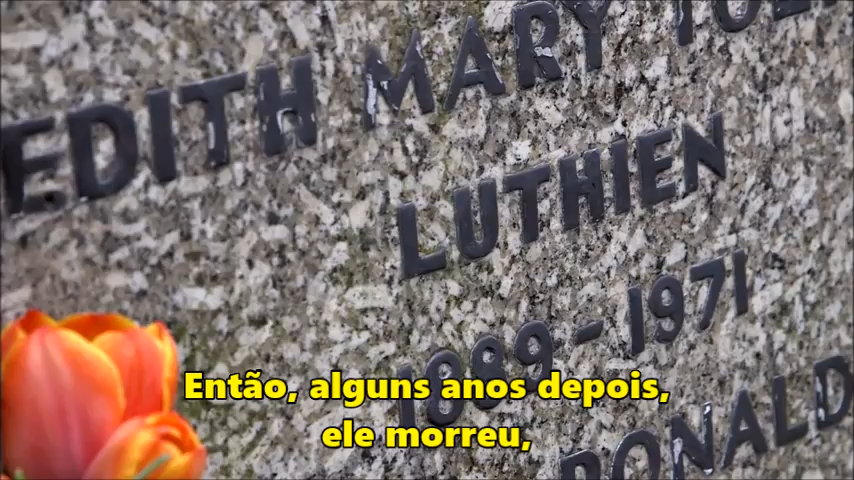 EDITH MARY
LUTHIEN
1889 – 1971
RONALD
Então, alguns anos depois,
ele morreu,